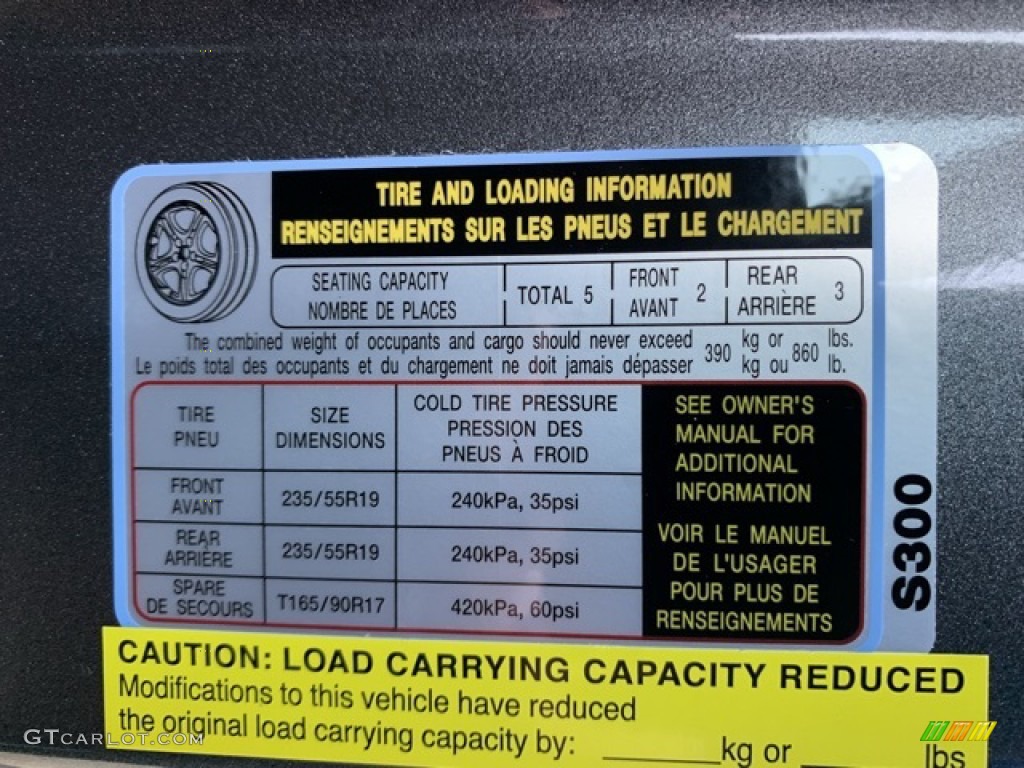 TIRE AND LOADING INFORMATION
RENSEIGNEMENTS SUR LES PNEUS ET LE CHARGEMENT
SEATING CAPACITY
NOMBRE DE PLACES
TOTAL 5
FRONT
AVANT
2
REAR
ARRIÈRE
3
The combined weight of occupants and cargo should never exceed
Le poids total des occupants et du chargement ne doit jamais dépasser
390
kg or
kg ou
860
lbs.
lb.
TIRE
PNEU
SIZE
DIMENSIONS
COLD TIRE PRESSURE
PRESSION DES
PNEUS À FROID
FRONT
AVANT
235/55R19
240kPa, 35psi
REAR
ARRIÈRE
235/55R19
240kPa, 35psi
SPARE
DE SECOURS
T165/90R17
420kPa, 60psi
SEE OWNER'S
MANUAL FOR
ADDITIONAL
INFORMATION
VOIR LE MANUEL
DE L'USAGER
POUR PLUS DE
RENSEIGNEMENTS
S300
CAUTION: LOAD CARRYING CAPACITY REDUCED
Modifications to this vehicle have reduced
the original load carrying capacity by: ______kg or ______lbs
GTCARLOT.COM